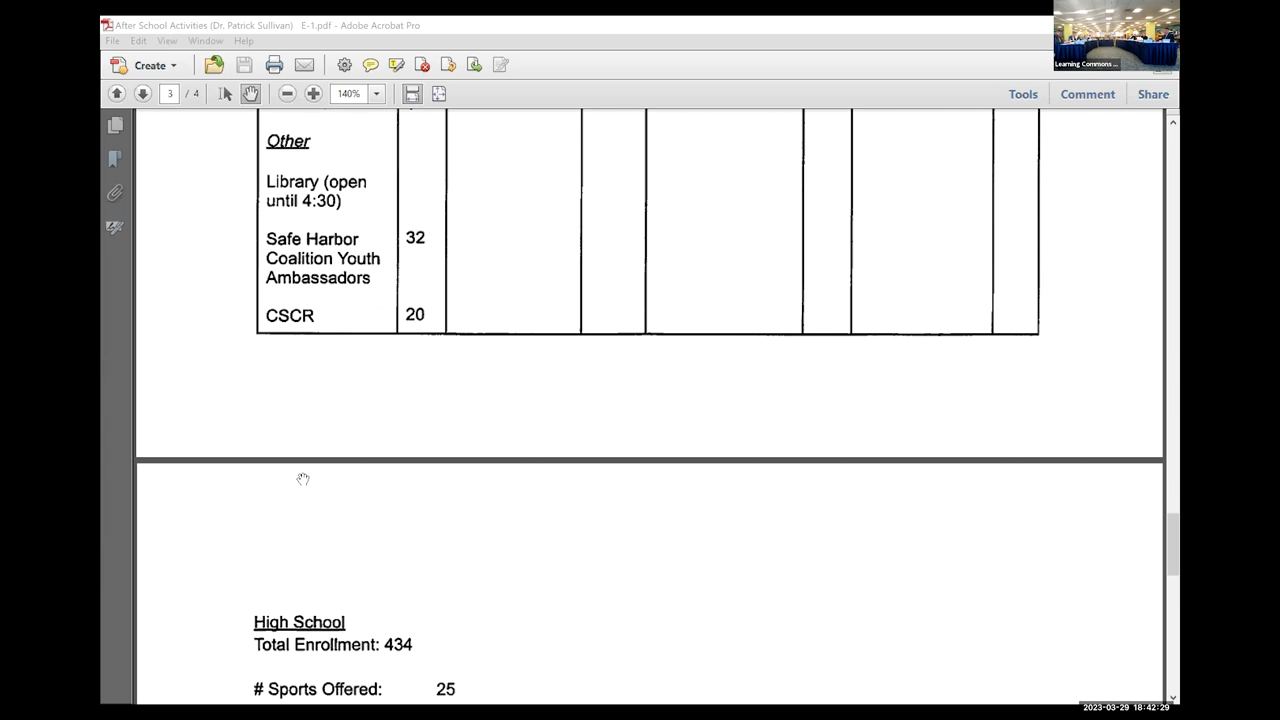 After School Activities (Dr. Patrick Sullivan) E-1.pdf - Adobe Acrobat Pro
File Edit View Window Help
Learning Commons ...
Create
3 / 4
140%
Tools Comment Share
Other
Library (open
until 4:30)
Safe Harbor 32
Coalition Youth
Ambassadors
CSCR 20
High School
Total Enrollment: 434
# Sports Offered: 25
2023-03-29 18:42:29